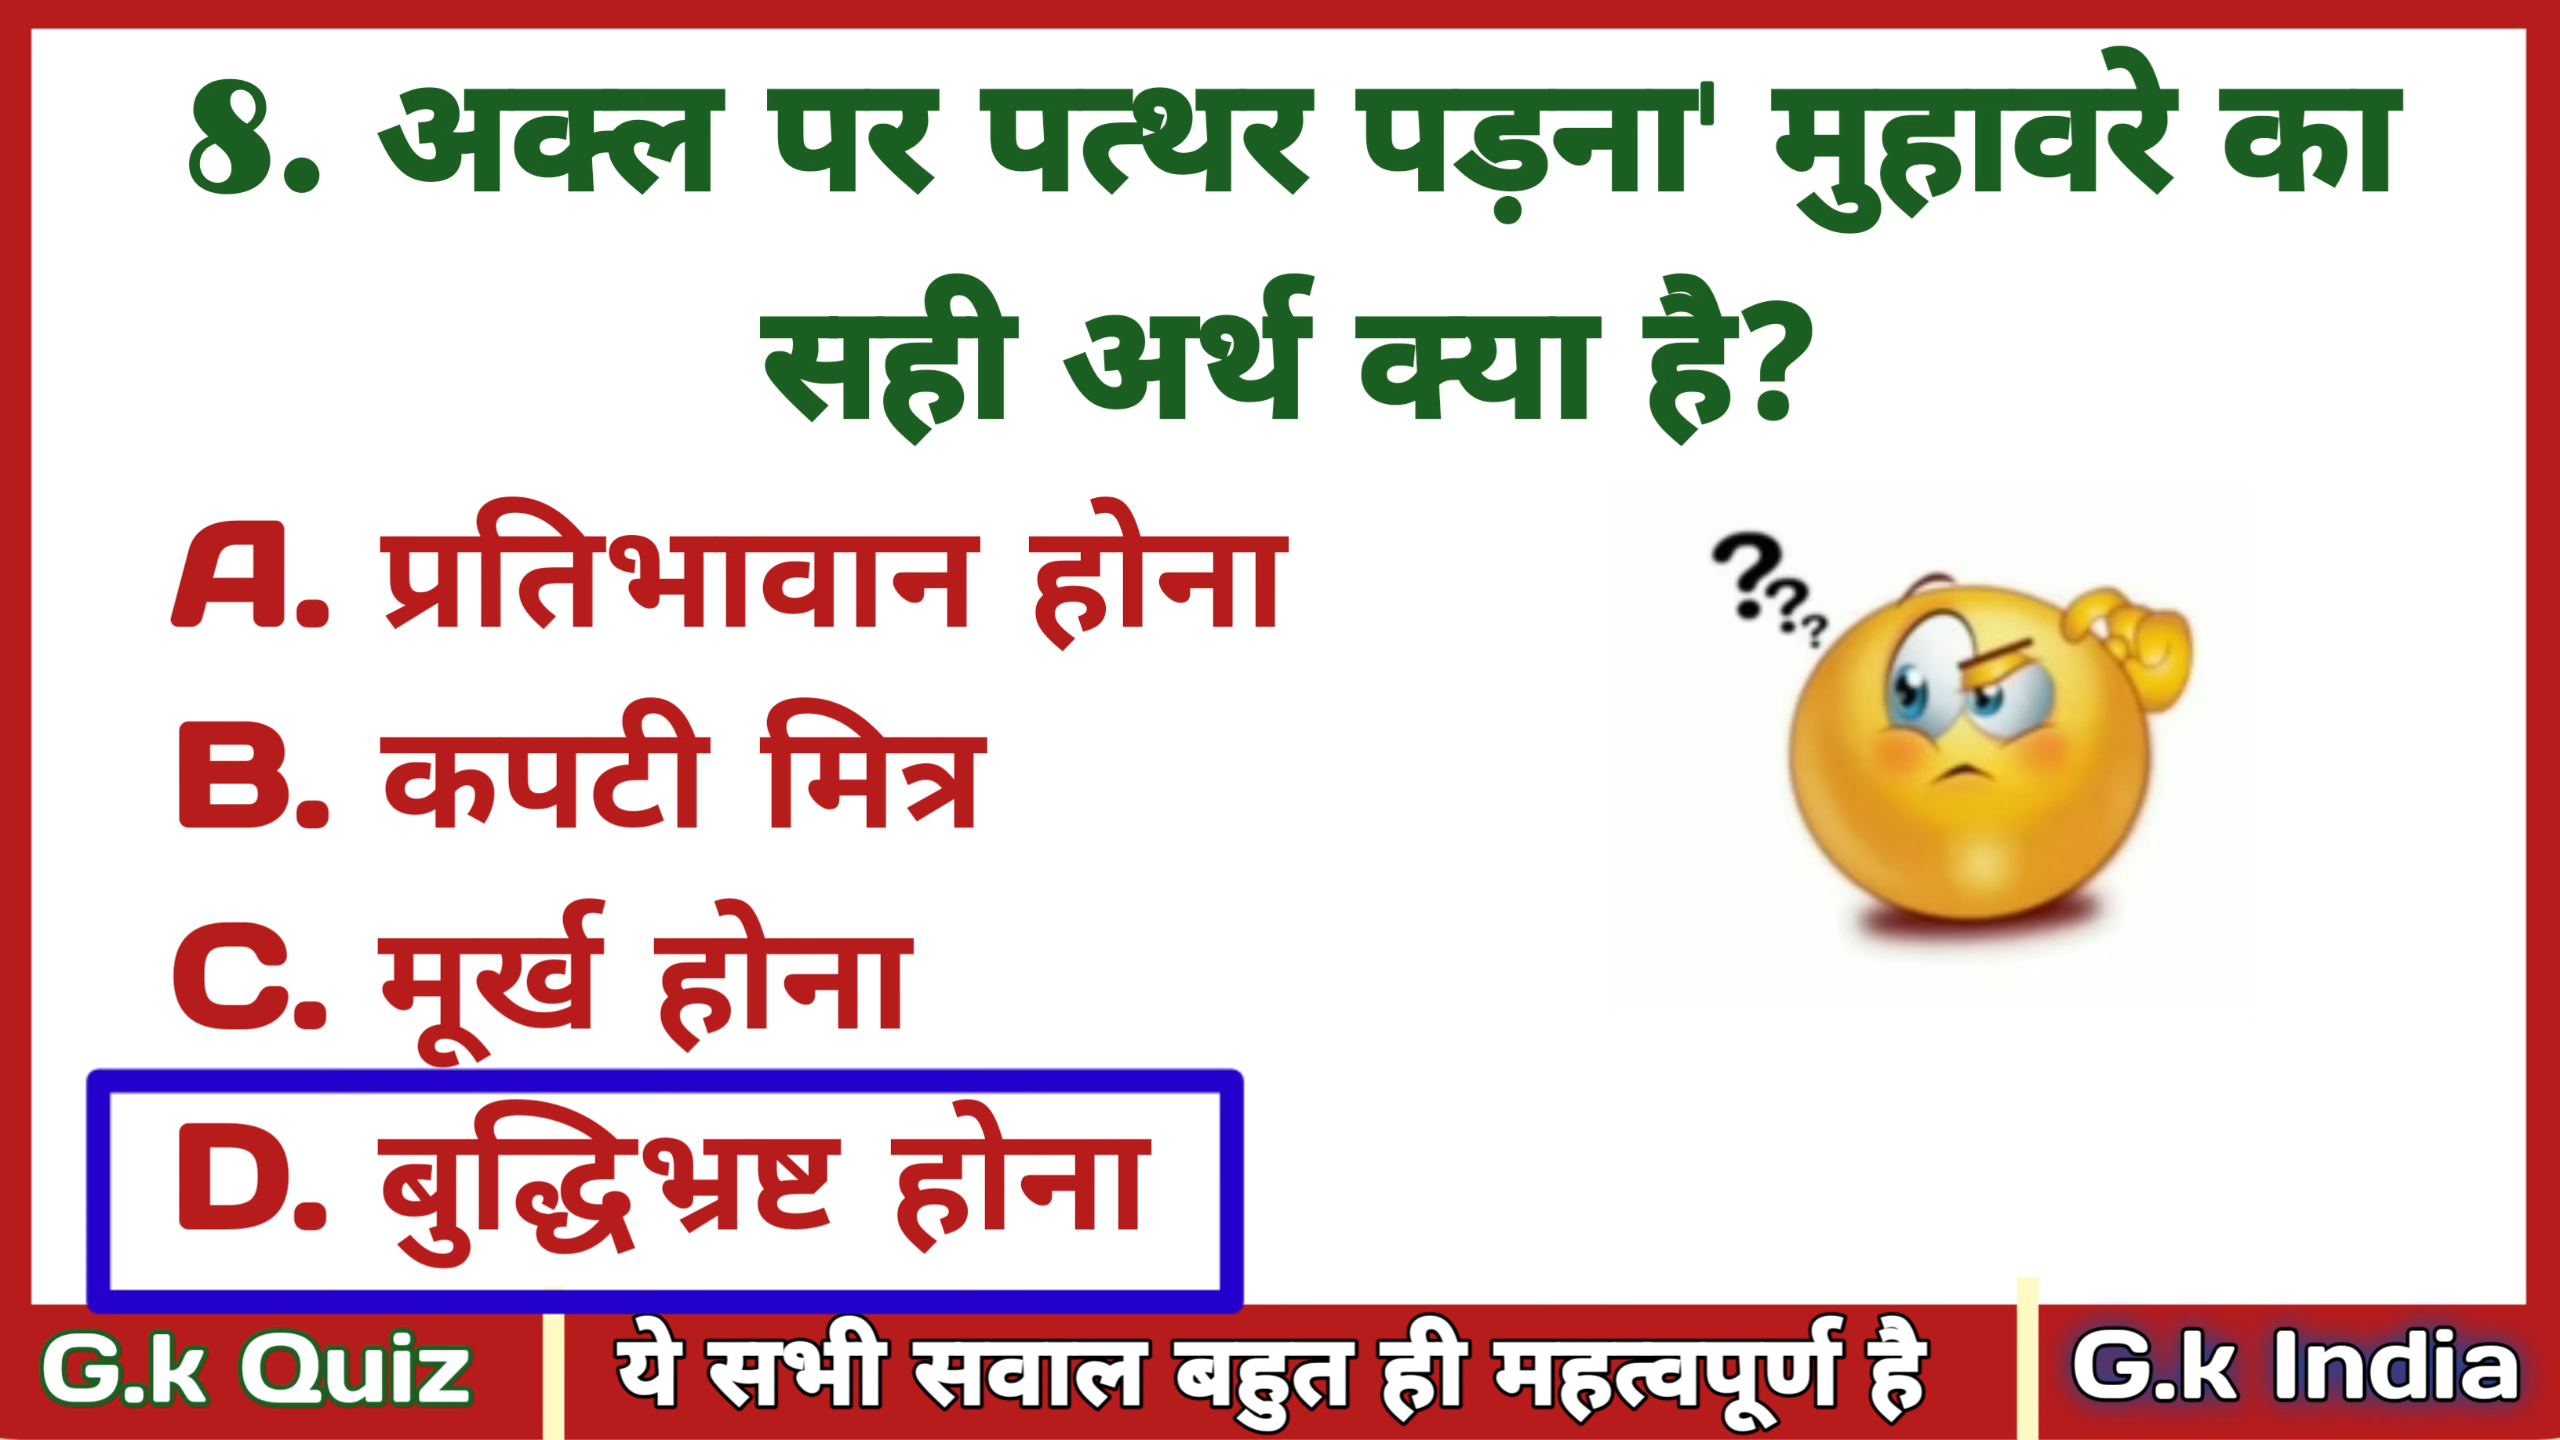 8. अक्ल पर पत्थर पड़ना' मुहावरे का
सही अर्थ क्या है?
A. प्रतिभावान होना
B. कपटी मित्र
C. मूर्ख होना
D. बुद्धिभ्रष्ट होना
? ? ?
G.k Quiz
ये सभी सवाल बहुत ही महत्वपूर्ण है
G.k India